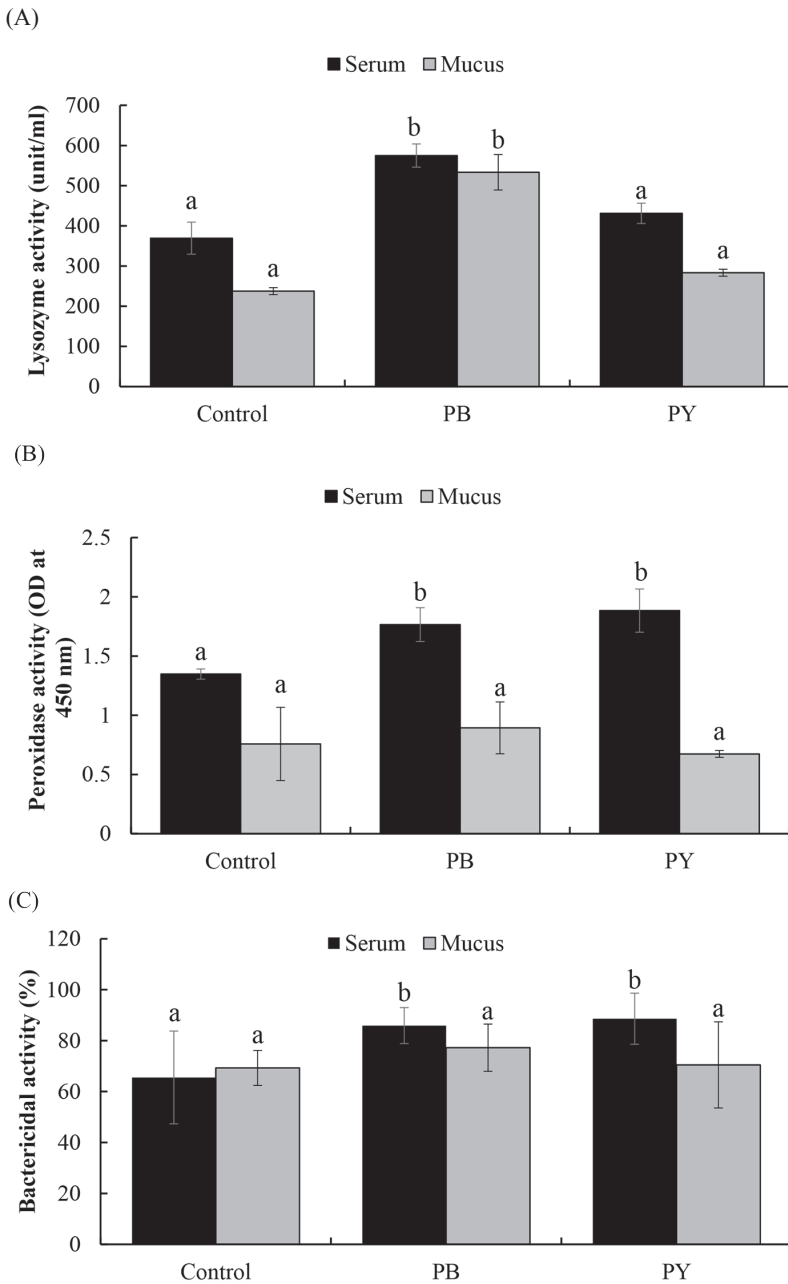 (A)
Serum Mucus
Lysozyme activity (unit/ml)
700
600
500
400
300
200
100
0
a
a
b
b
a
a
Control PB PY
(B)
Serum Mucus
Peroxidase activity (OD at
450 nm)
2.5
2
1.5
1
0.5
0
a
a
b
a
b
a
Control PB PY
(C)
Serum Mucus
Bactericidal activity (%)
120
100
80
60
40
20
0
a
a
b
a
b
a
Control PB PY